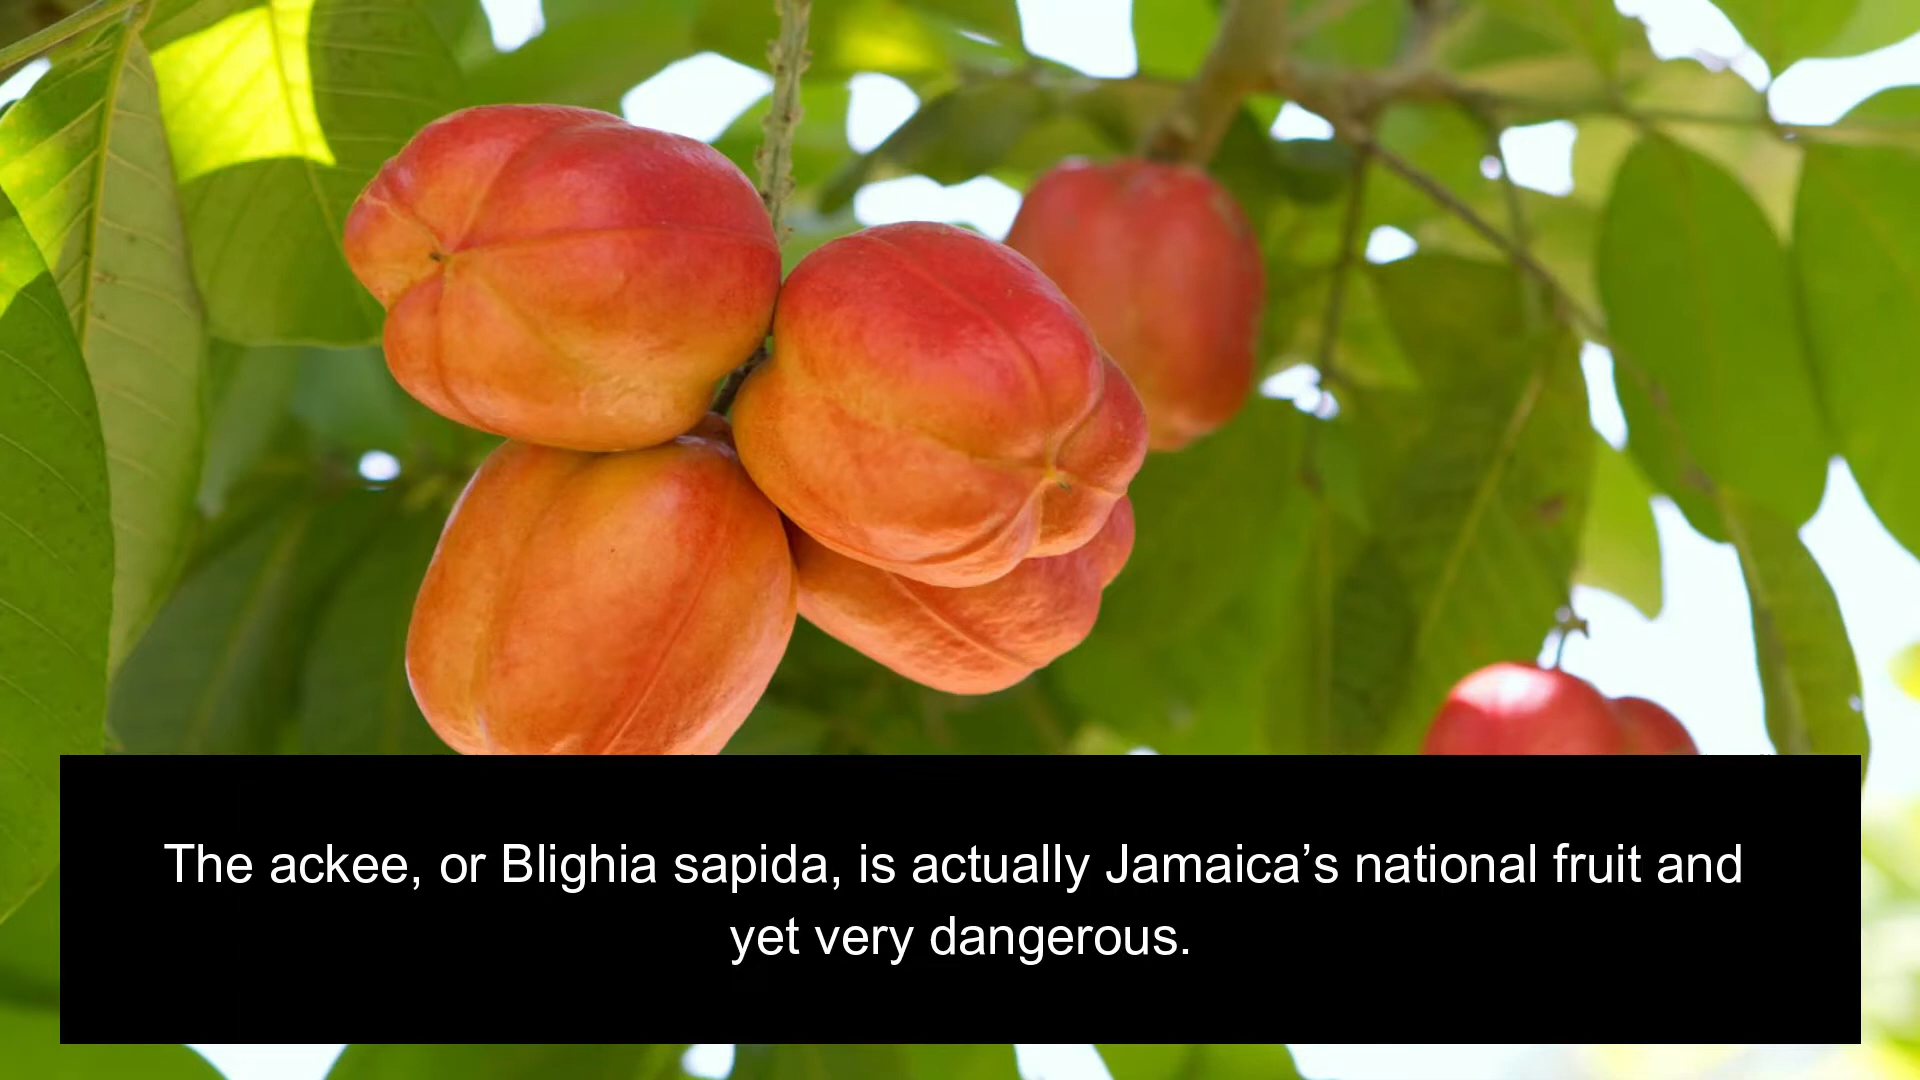 The ackee, or Blighia sapida, is actually Jamaica’s national fruit and
yet very dangerous.